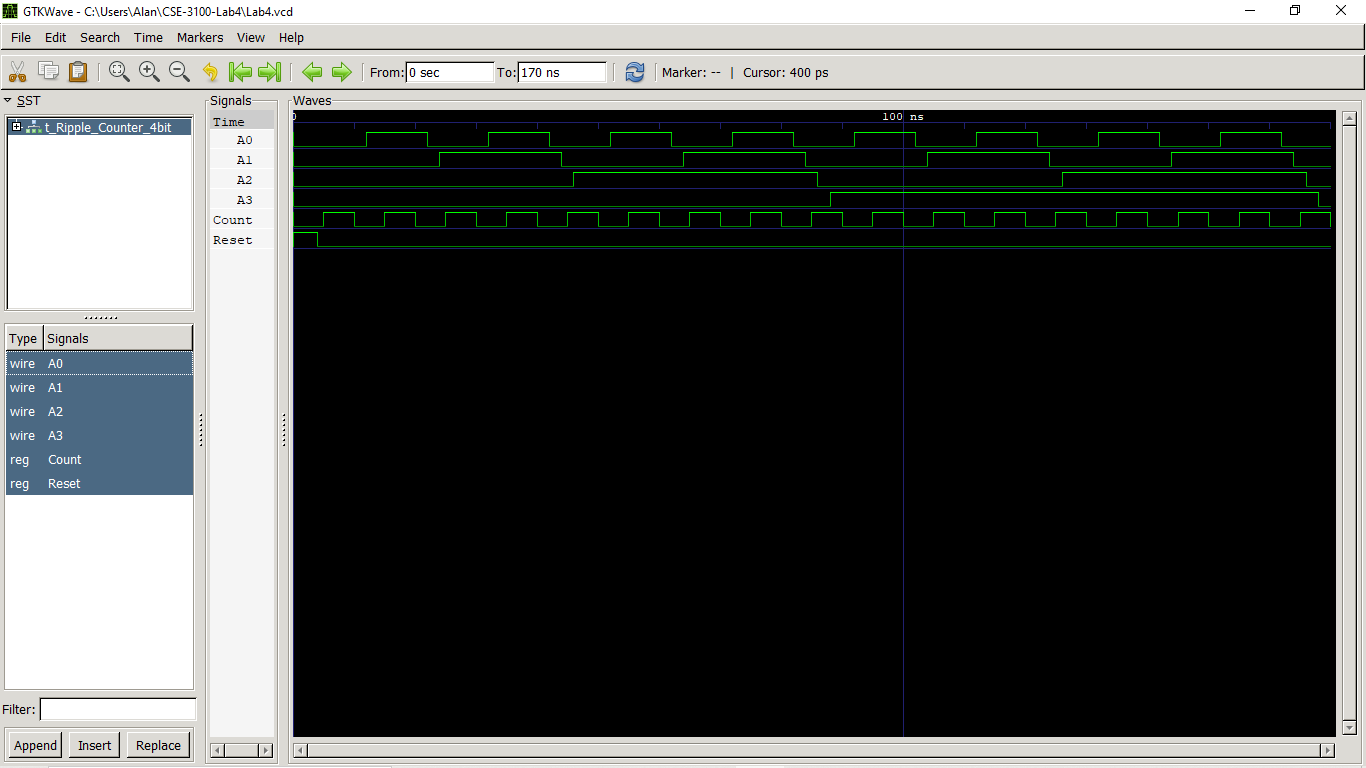 GTKWave - C:\Users\Alan\CSE-3100-Lab4\Lab4.vcd
File Edit Search Time Markers View Help
From: 0 sec To: 170 ns Marker: -- | Cursor: 400 ps
SST
t_Ripple_Counter_4bit
Type Signals
wire A0
wire A1
wire A2
wire A3
reg Count
reg Reset
Filter:
Append Insert Replace
Signals
Time
A0
A1
A2
A3
Count
Reset
Waves
0 100 ns